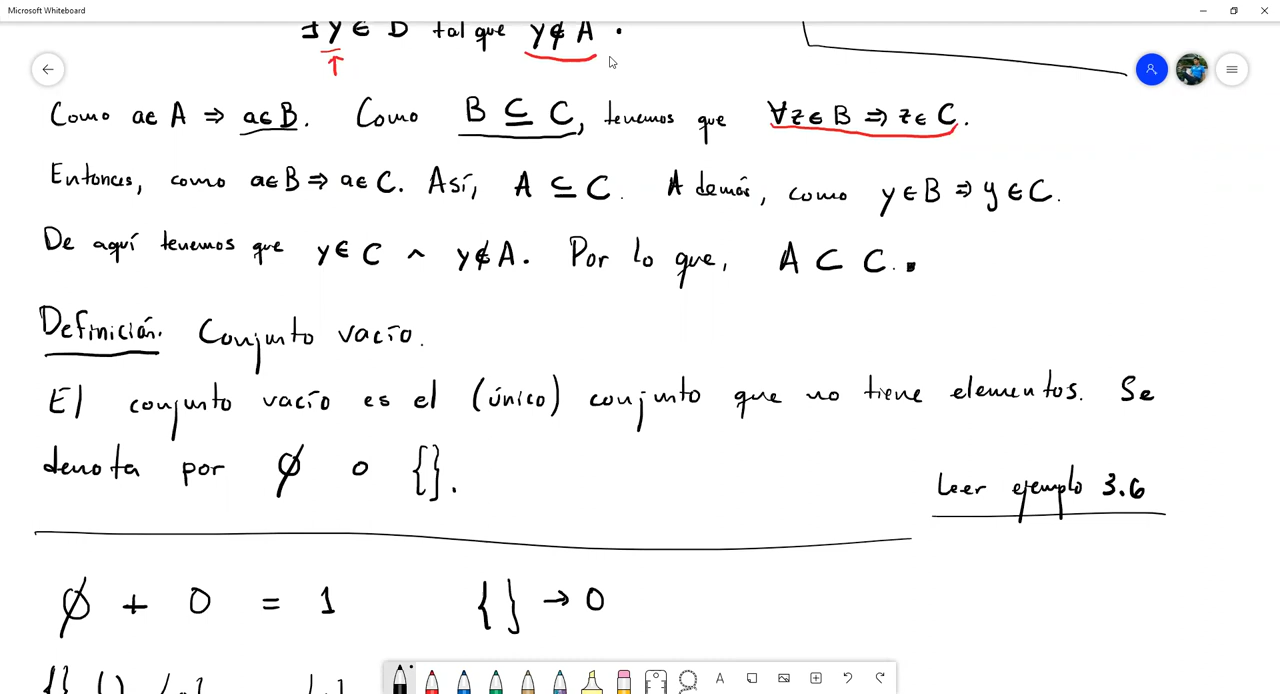 Microsoft Whiteboard
∃ y ∈ B tal que y ∉ A .
Como a ∈ A ⇒ a ∈ B. Como B ⊆ C, tenemos que ∀z ∈ B ⇒ z ∈ C.
Entonces, como a ∈ B ⇒ a ∈ C. Así, A ⊆ C. Además, como y ∈ B ⇒ y ∈ C.
De aquí tenemos que y ∈ C ∧ y ∉ A. Por lo que, A ⊂ C.
Definición. Conjunto vacío.
El conjunto vacío es el (único) conjunto que no tiene elementos. Se
denota por ∅ o {}.
Leer ejemplo 3.6
∅ + 0 = 1 { } → 0